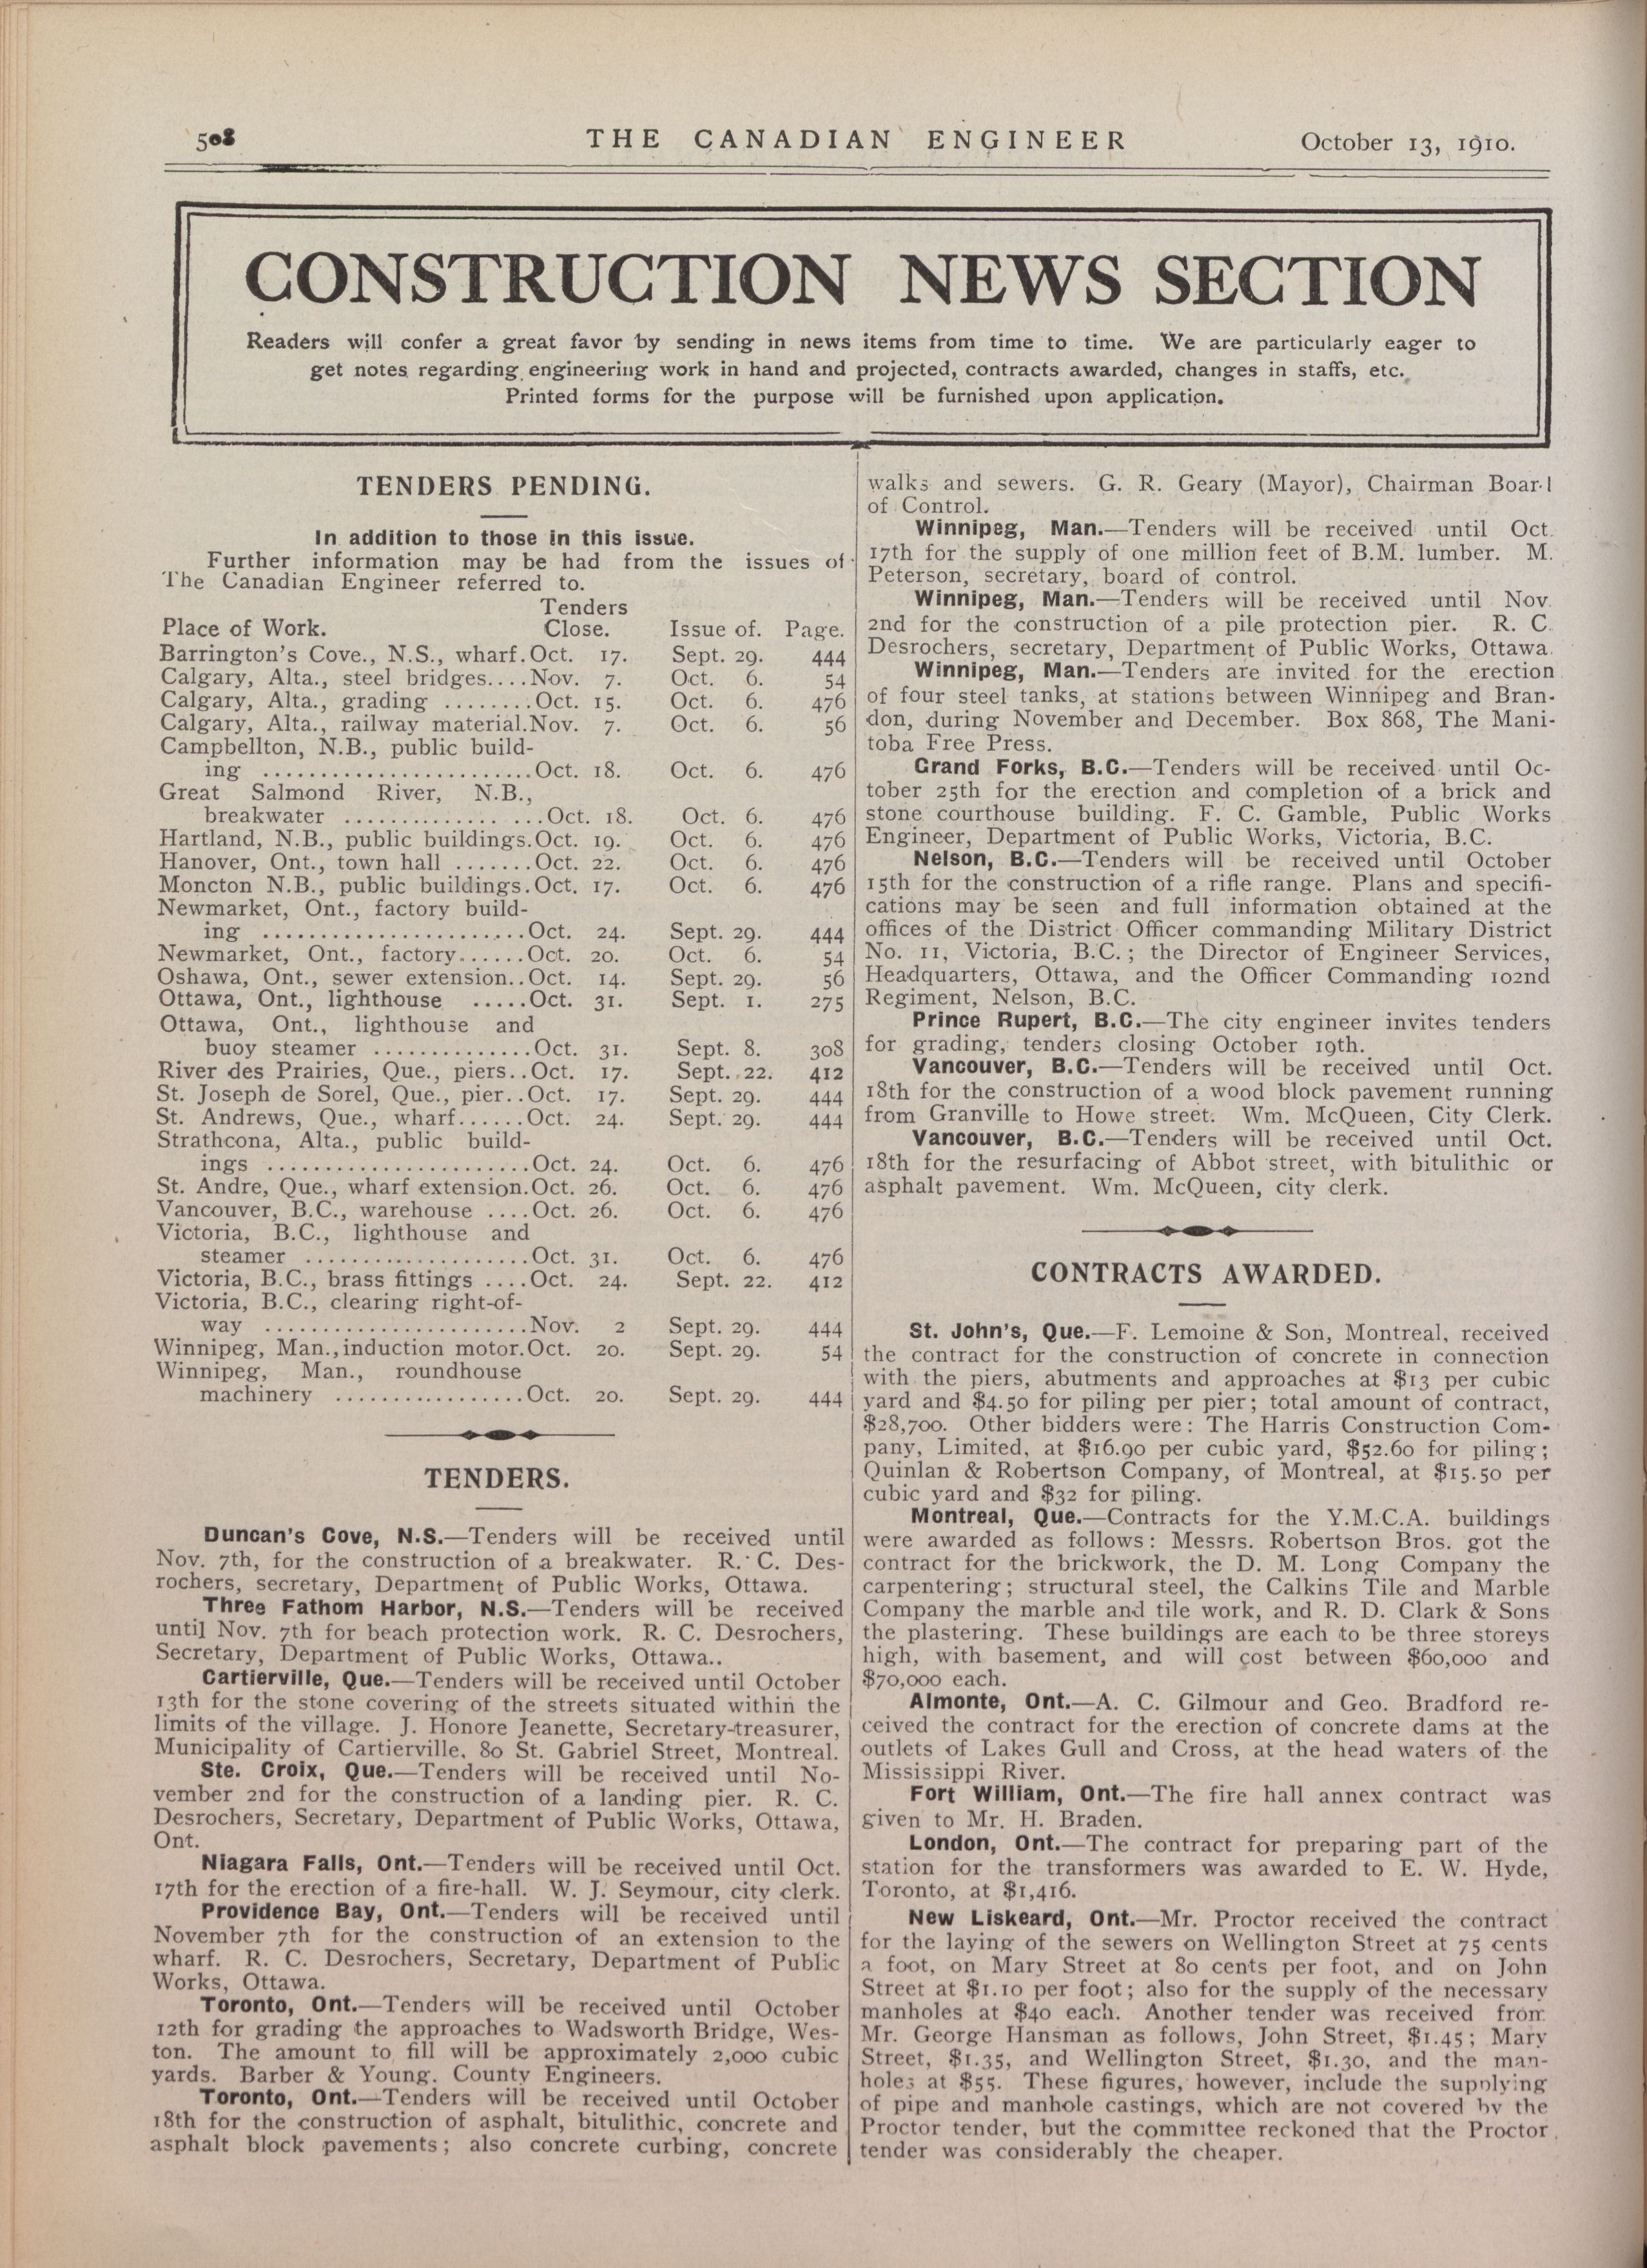 508
THE CANADIAN ENGINEER
October 13, 1910.
CONSTRUCTION NEWS SECTION
Readers will confer a great favor by sending in news items from time to time. We are particularly eager to
get notes regarding engineering work in hand and projected, contracts awarded, changes in staffs, etc.
Printed forms for the purpose will be furnished upon application.
TENDERS PENDING.
In addition to those in this issue.
Further information may be had from the issues of
The Canadian Engineer referred to.
Tenders
Place of Work. Close. Issue of. Page.
Barrington's Cove., N.S., wharf. Oct. 17. Sept. 29. 444
Calgary, Alta., steel bridges....Nov. 7. Oct. 6. 54
Calgary, Alta., grading ........Oct. 15. Oct. 6. 476
Calgary, Alta., railway material.Nov. 7. Oct. 6. 56
Campbellton, N.B., public build-
ing ........................Oct. 18. Oct. 6. 476
Great Salmond River, N.B.,
breakwater .............. ...Oct. 18. Oct. 6. 476
Hartland, N.B., public buildings.Oct. 19. Oct. 6. 476
Hanover, Ont., town hall .......Oct. 22. Oct. 6. 476
Moncton N.B., public buildings.Oct. 17. Oct. 6. 476
Newmarket, Ont., factory build-
ing ........................Oct. 24. Sept. 29. 444
Newmarket, Ont., factory......Oct. 20. Oct. 6. 54
Oshawa, Ont., sewer extension..Oct. 14. Sept. 29. 56
Ottawa, Ont., lighthouse .....Oct. 31. Sept. 1. 275
Ottawa, Ont., lighthouse and
buoy steamer ..............Oct. 31. Sept. 8. 308
River des Prairies, Que., piers..Oct. 17. Sept. 22. 412
St. Joseph de Sorel, Que., pier..Oct. 17. Sept. 29. 444
St. Andrews, Que., wharf......Oct. 24. Sept. 29. 444
Strathcona, Alta., public build-
ings .......................Oct. 24. Oct. 6. 476
St. Andre, Que., wharf extension.Oct. 26. Oct. 6. 476
Vancouver, B.C., warehouse ....Oct. 26. Oct. 6. 476
Victoria, B.C., lighthouse and
steamer ....................Oct. 31. Oct. 6. 476
Victoria, B.C., brass fittings ....Oct. 24. Sept. 22. 412
Victoria, B.C., clearing right-of-
way .......................Nov. 2 Sept. 29. 444
Winnipeg, Man., induction motor.Oct. 20. Sept. 29. 54
Winnipeg, Man., roundhouse
machinery .................Oct. 20. Sept. 29. 444
TENDERS.
Duncan's Cove, N.S.—Tenders will be received until
Nov. 7th, for the construction of a breakwater. R. C. Des-
rochers, secretary, Department of Public Works, Ottawa.
Three Fathom Harbor, N.S.—Tenders will be received
until Nov. 7th for beach protection work. R. C. Desrochers,
Secretary, Department of Public Works, Ottawa..
Cartierville, Que.—Tenders will be received until October
13th for the stone covering of the streets situated within the
limits of the village. J. Honore Jeanette, Secretary-treasurer,
Municipality of Cartierville, 80 St. Gabriel Street, Montreal.
Ste. Croix, Que.—Tenders will be received until No-
vember 2nd for the construction of a landing pier. R. C.
Desrochers, Secretary, Department of Public Works, Ottawa,
Ont.
Niagara Falls, Ont.—Tenders will be received until Oct.
17th for the erection of a fire-hall. W. J. Seymour, city clerk.
Providence Bay, Ont.—Tenders will be received until
November 7th for the construction of an extension to the
wharf. R. C. Desrochers, Secretary, Department of Public
Works, Ottawa.
Toronto, Ont.—Tenders will be received until October
12th for grading the approaches to Wadsworth Bridge, Wes-
ton. The amount to fill will be approximately 2,000 cubic
yards. Barber & Young. County Engineers.
Toronto, Ont.—Tenders will be received until October
18th for the construction of asphalt, bitulithic, concrete and
asphalt block pavements; also concrete curbing, concrete
walks and sewers. G. R. Geary (Mayor), Chairman Board
of Control.
Winnipeg, Man.—Tenders will be received until Oct.
17th for the supply of one million feet of B.M. lumber. M.
Peterson, secretary, board of control.
Winnipeg, Man.—Tenders will be received until Nov.
2nd for the construction of a pile protection pier. R. C.
Desrochers, secretary, Department of Public Works, Ottawa.
Winnipeg, Man.—Tenders are invited for the erection
of four steel tanks, at stations between Winnipeg and Bran-
don, during November and December. Box 868, The Mani-
toba Free Press.
Grand Forks, B.C.—Tenders will be received until Oc-
tober 25th for the erection and completion of a brick and
stone courthouse building. F. C. Gamble, Public Works
Engineer, Department of Public Works, Victoria, B.C.
Nelson, B.C.—Tenders will be received until October
15th for the construction of a rifle range. Plans and specifi-
cations may be seen and full information obtained at the
offices of the District Officer commanding Military District
No. 11, Victoria, B.C.; the Director of Engineer Services,
Headquarters, Ottawa, and the Officer Commanding 102nd
Regiment, Nelson, B.C.
Prince Rupert, B.C.—The city engineer invites tenders
for grading, tenders closing October 19th.
Vancouver, B.C.—Tenders will be received until Oct.
18th for the construction of a wood block pavement running
from Granville to Howe street. Wm. McQueen, City Clerk.
Vancouver, B.C.—Tenders will be received until Oct.
18th for the resurfacing of Abbot street, with bitulithic or
asphalt pavement. Wm. McQueen, city clerk.
CONTRACTS AWARDED.
St. John's, Que.—F. Lemoine & Son, Montreal, received
the contract for the construction of concrete in connection
with the piers, abutments and approaches at $13 per cubic
yard and $4.50 for piling per pier; total amount of contract,
$28,700. Other bidders were: The Harris Construction Com-
pany, Limited, at $16.90 per cubic yard, $52.60 for piling;
Quinlan & Robertson Company, of Montreal, at $15.50 per
cubic yard and $32 for piling.
Montreal, Que.—Contracts for the Y.M.C.A. buildings
were awarded as follows: Messrs. Robertson Bros. got the
contract for the brickwork, the D. M. Long Company the
carpentering; structural steel, the Calkins Tile and Marble
Company the marble and tile work, and R. D. Clark & Sons
the plastering. These buildings are each to be three storeys
high, with basement, and will cost between $60,000 and
$70,000 each.
Almonte, Ont.—A. C. Gilmour and Geo. Bradford re-
ceived the contract for the erection of concrete dams at the
outlets of Lakes Gull and Cross, at the head waters of the
Mississippi River.
Fort William, Ont.—The fire hall annex contract was
given to Mr. H. Braden.
London, Ont.—The contract for preparing part of the
station for the transformers was awarded to E. W. Hyde,
Toronto, at $1,416.
New Liskeard, Ont.—Mr. Proctor received the contract
for the laying of the sewers on Wellington Street at 75 cents
a foot, on Mary Street at 80 cents per foot, and on John
Street at $1.10 per foot; also for the supply of the necessary
manholes at $40 each. Another tender was received from
Mr. George Hansman as follows, John Street, $1.45; Mary
Street, $1.35, and Wellington Street, $1.30, and the man-
holes at $55. These figures, however, include the supplying
of pipe and manhole castings, which are not covered by the
Proctor tender, but the committee reckoned that the Proctor
tender was considerably the cheaper.